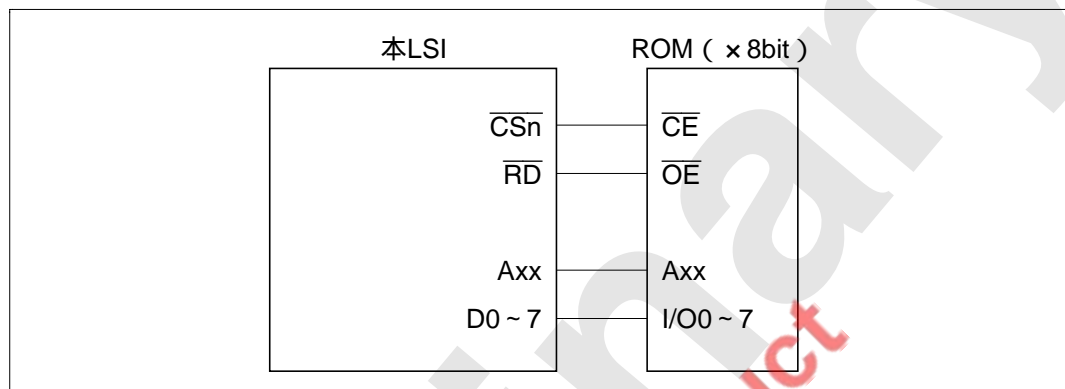 本LSI ROM（×8bit）
CSn CE
RD OE
Axx Axx
D0～7 I/O0～7